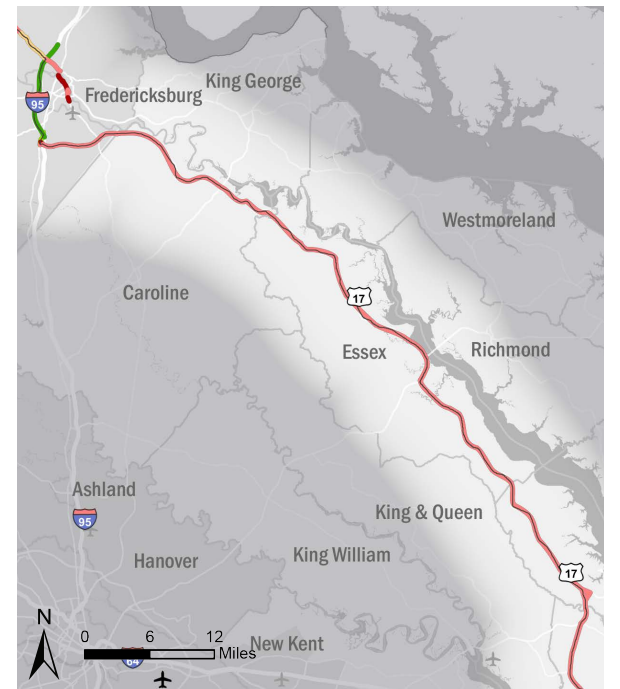 King George
Fredericksburg
95
Westmoreland
Caroline
17
Essex
Richmond
Ashland
95
King & Queen
Hanover
King William
17
N
0 6 12
Miles
New Kent
64